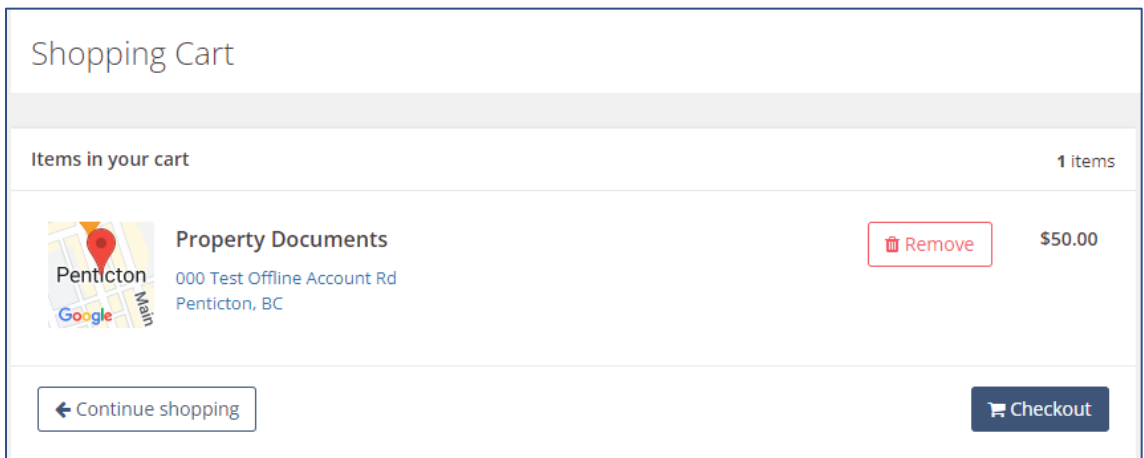 Shopping Cart
Items in your cart
1 items
Penticton
Main
Google
Property Documents
000 Test Offline Account Rd
Penticton, BC
Remove
$50.00
Continue shopping
Checkout